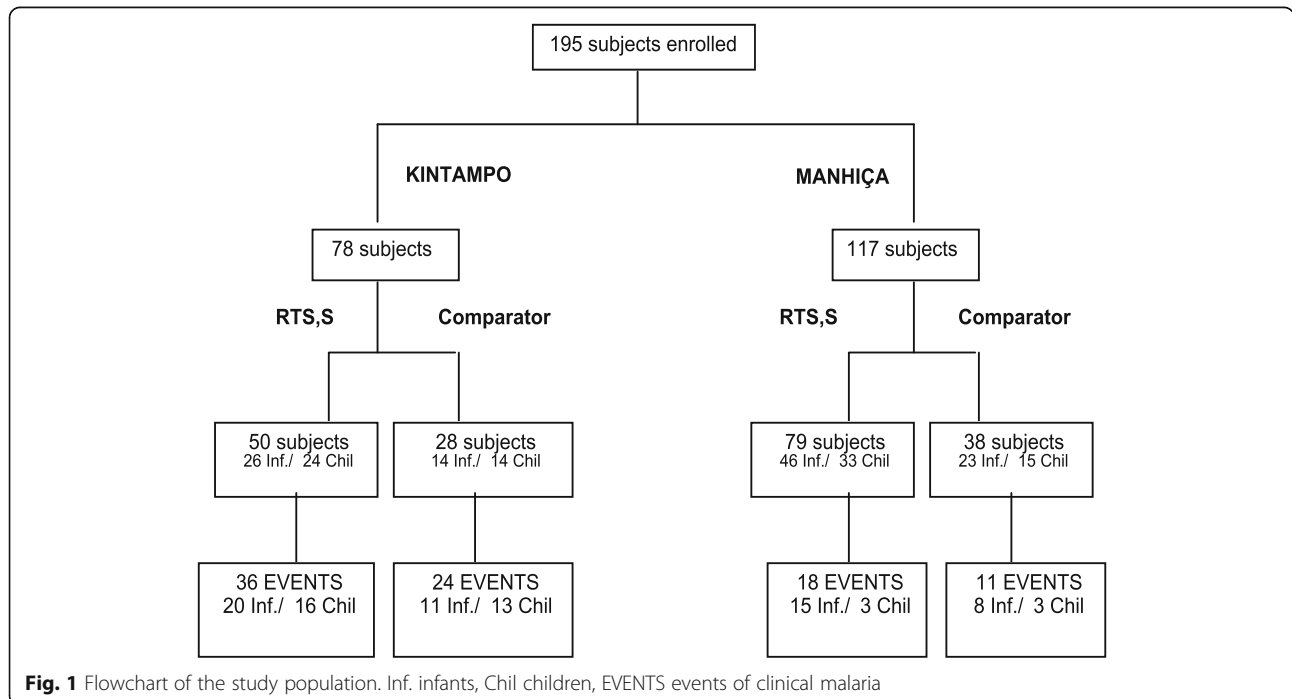 195 subjects enrolled
KINTAMPO
MANHIÇA
78 subjects
117 subjects
RTS,S
Comparator
RTS,S
Comparator
50 subjects
26 Inf./ 24 Chil
28 subjects
14 Inf./ 14 Chil
79 subjects
46 Inf./ 33 Chil
38 subjects
23 Inf./ 15 Chil
36 EVENTS
20 Inf./ 16 Chil
24 EVENTS
11 Inf./ 13 Chil
18 EVENTS
15 Inf./ 3 Chil
11 EVENTS
8 Inf./ 3 Chil
Fig. 1 Flowchart of the study population. Inf. infants, Chil children, EVENTS events of clinical malaria